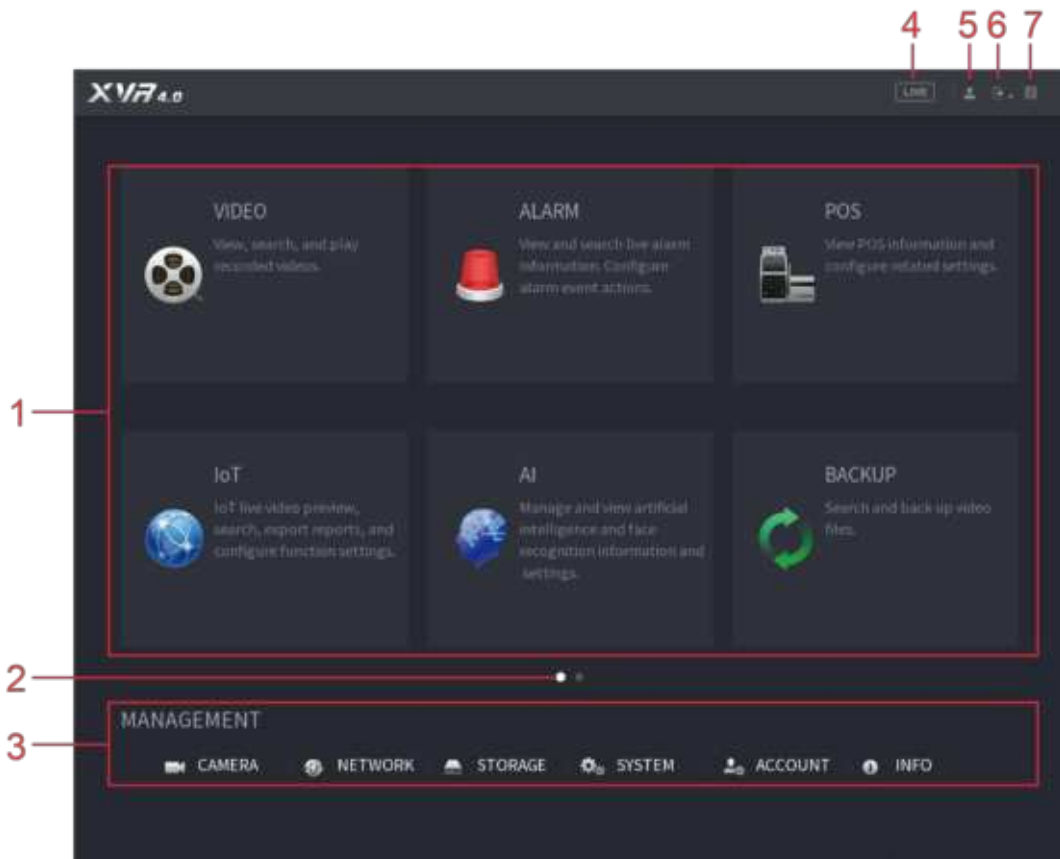 4 5 6 7
XVR 4.0
LIVE
1
VIDEO
View, search, and play
recorded videos.
ALARM
View and search live alarm
information. Configure
alarm event actions.
POS
View POS information and
configure related settings.
IoT
IoT live video preview,
search, export reports, and
configure function settings.
AI
Manage and view artificial
intelligence and face
recognition information and
settings.
BACKUP
Search and back up video
files.
2
3
MANAGEMENT
CAMERA NETWORK STORAGE SYSTEM ACCOUNT INFO